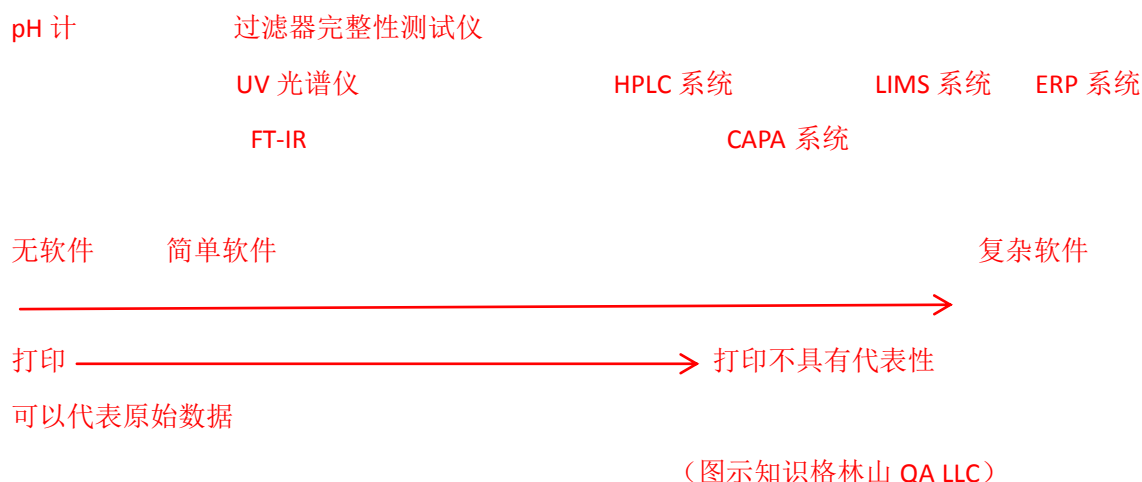 pH 计 过滤器完整性测试仪
UV 光谱仪 HPLC 系统 LIMS 系统 ERP 系统
FT-IR CAPA 系统
无软件 简单软件 复杂软件
打印 打印不具有代表性
可以代表原始数据
（图示知识格林山 QA LLC）